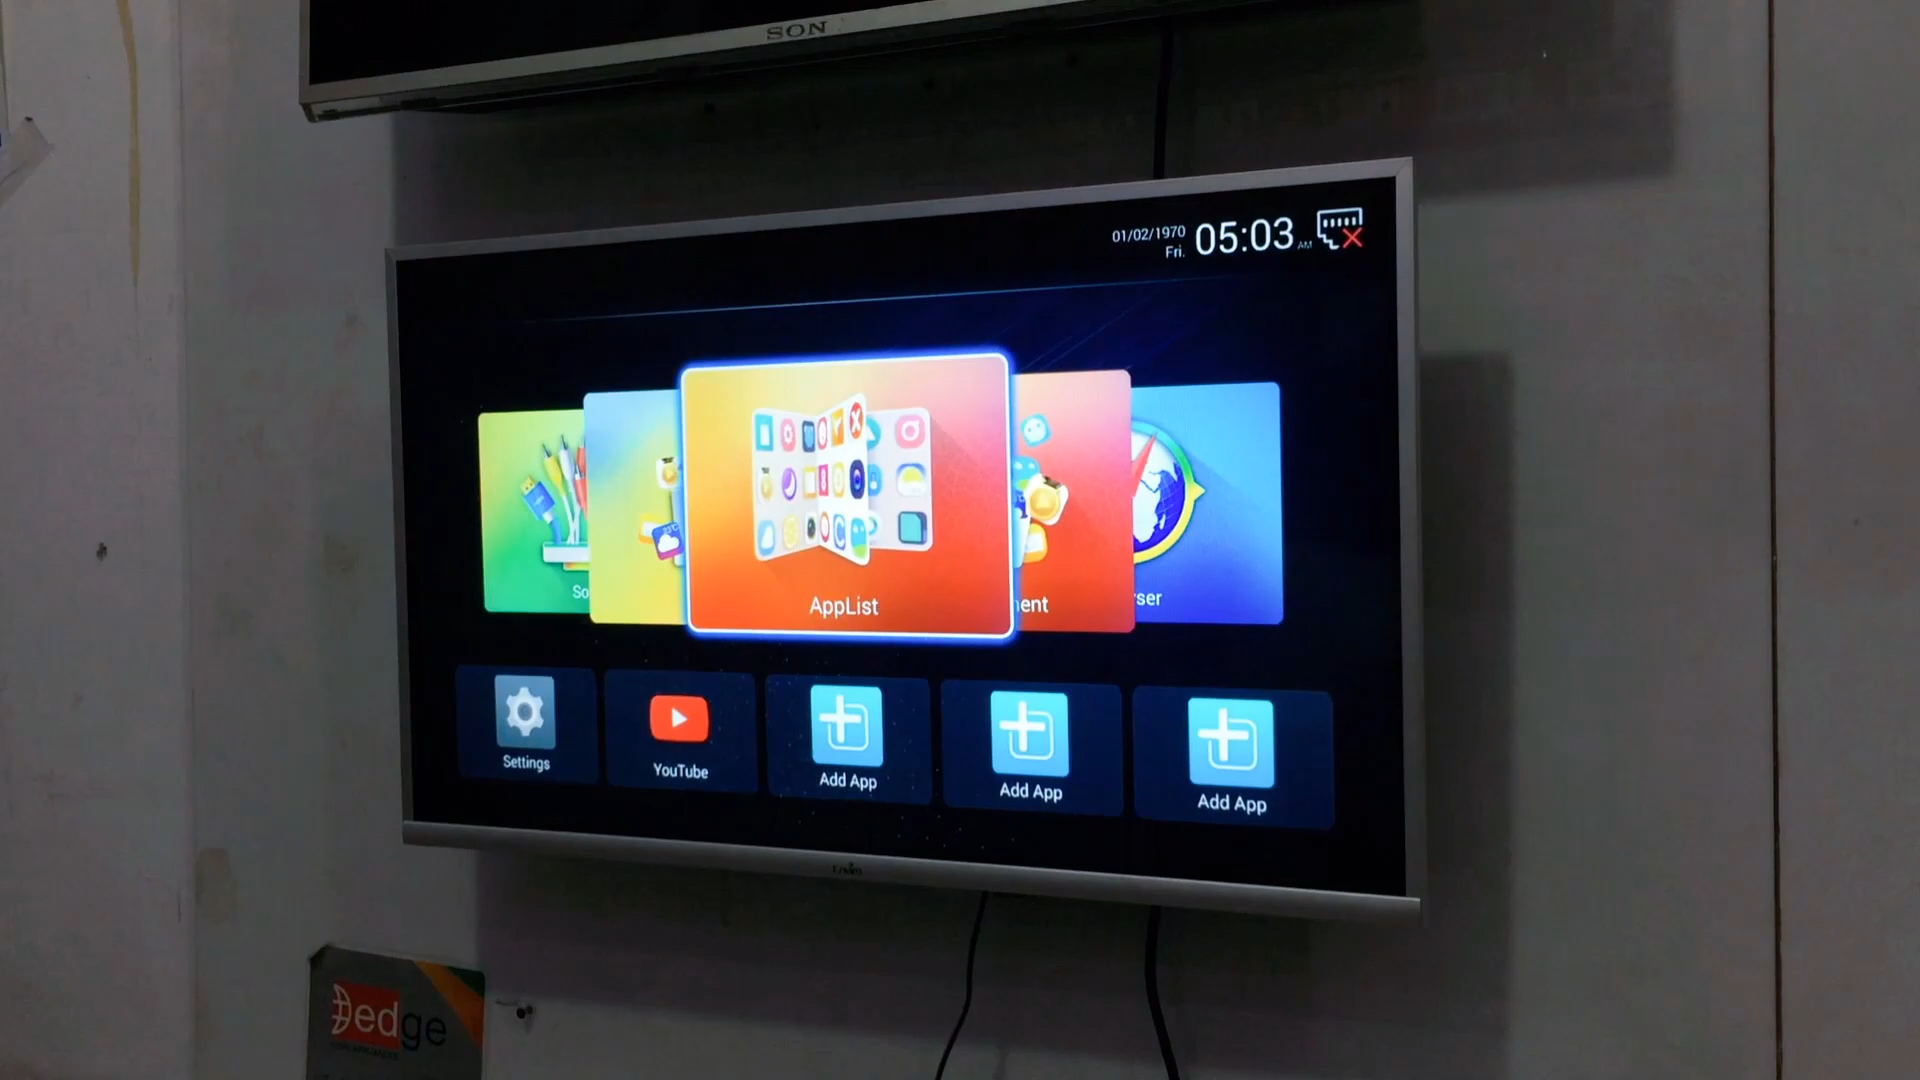 SON
01/02/1970
Fri.
05:03 AM
So
AppList
ent
ser
Settings
YouTube
Add App
Add App
Add App
edge